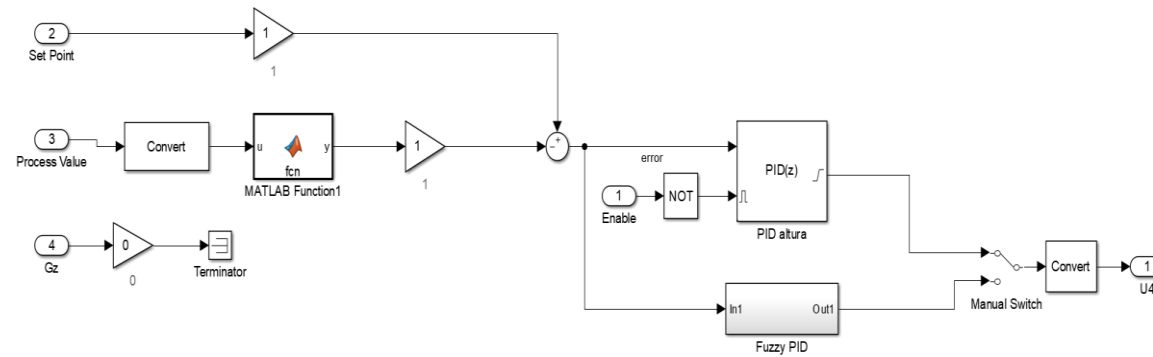 2
Set Point
1
1
3
Process Value
Convert
u
y
fcn
MATLAB Function1
1
1
+
−
error
1
Enable
NOT
PID(z)
PID altura
4
Gz
0
0
Terminator
In1
Out1
Fuzzy PID
Manual Switch
Convert
1
U4